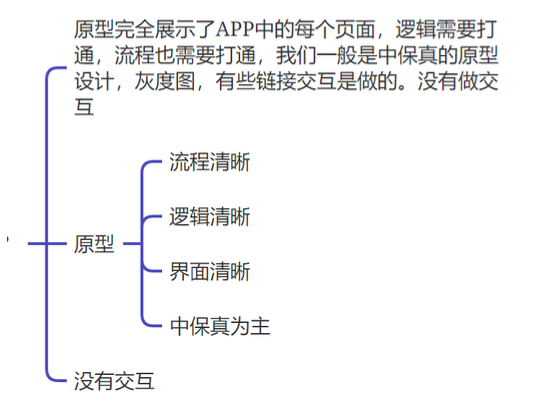 原型完全展示了APP中的每个页面，逻辑需要打
通，流程也需要打通，我们一般是中保真的原型
设计，灰度图，有些链接交互是做的。没有做交
互
流程清晰
逻辑清晰
原型
界面清晰
中保真为主
没有交互